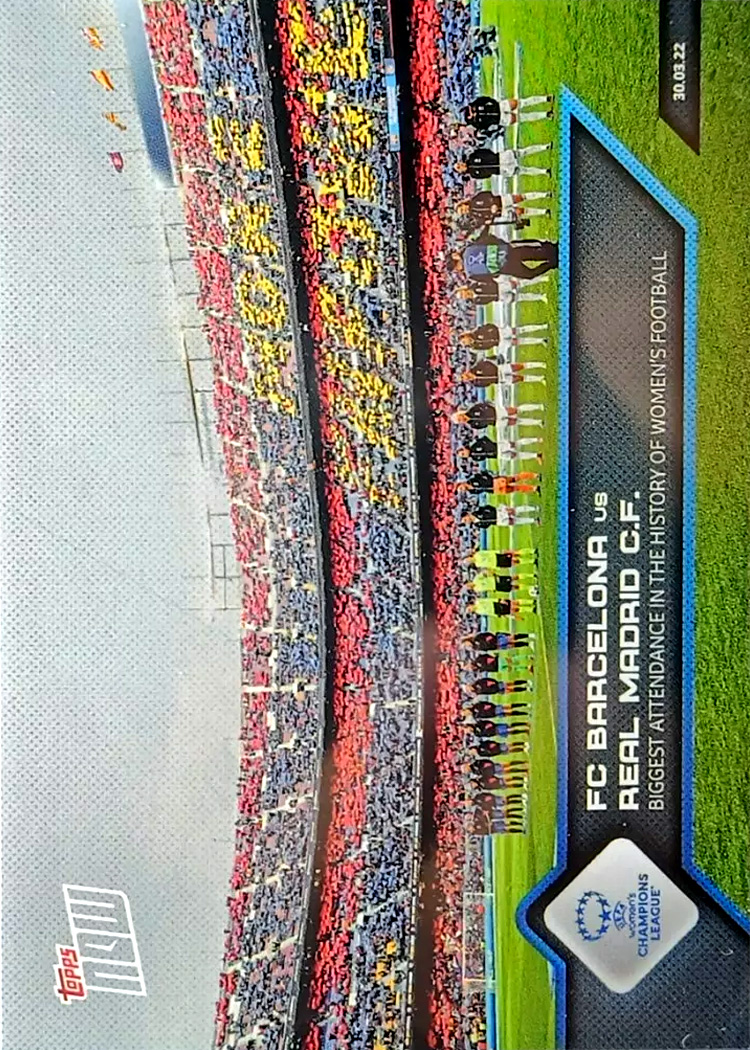 TOPPS
NOW
MORE
FC BARCELONA VS
REAL MADRID C.F.
BIGGEST ATTENDANCE IN THE HISTORY OF WOMEN'S FOOTBALL
30.03.22
UEFA
women's
CHAMPIONS
LEAGUE